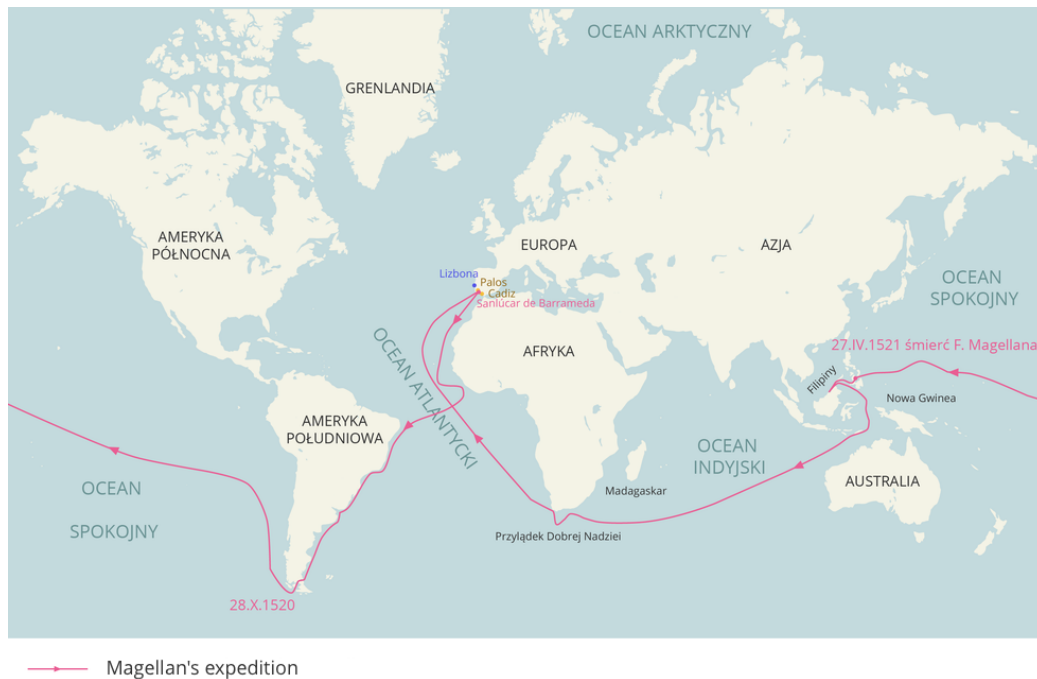 OCEAN ARKTYCZNY
GRENLANDIA
AMERYKA
PÓŁNOCNA
EUROPA
AZJA
Lizbona
Palos
Cadiz
Sanlúcar de Barrameda
OCEAN
SPOKOJNY
27.IV.1521 śmierć F. Magellana
AFRYKA
OCEAN ATLANTYCKI
Filipiny
Nowa Gwinea
AMERYKA
POŁUDNIOWA
OCEAN
INDYJSKI
AUSTRALIA
Madagaskar
OCEAN
SPOKOJNY
Przylądek Dobrej Nadziei
28.X.1520
Magellan's expedition